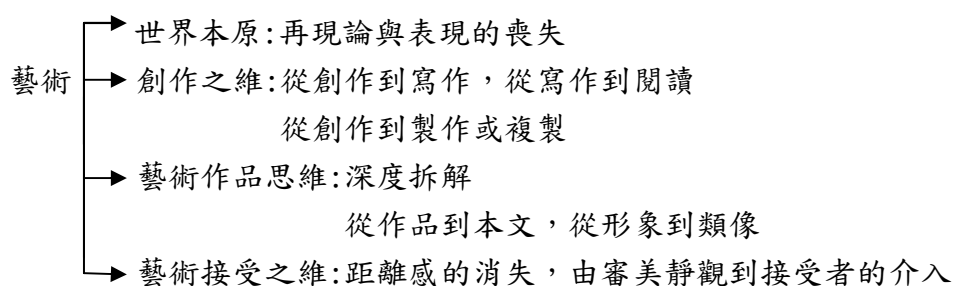 世界本原:再現論與表現的喪失
藝術
創作之維:從創作到寫作，從寫作到閱讀
從創作到製作或複製
藝術作品思維:深度拆解
從作品到本文，從形象到類像
藝術接受之維:距離感的消失，由審美靜觀到接受者的介入